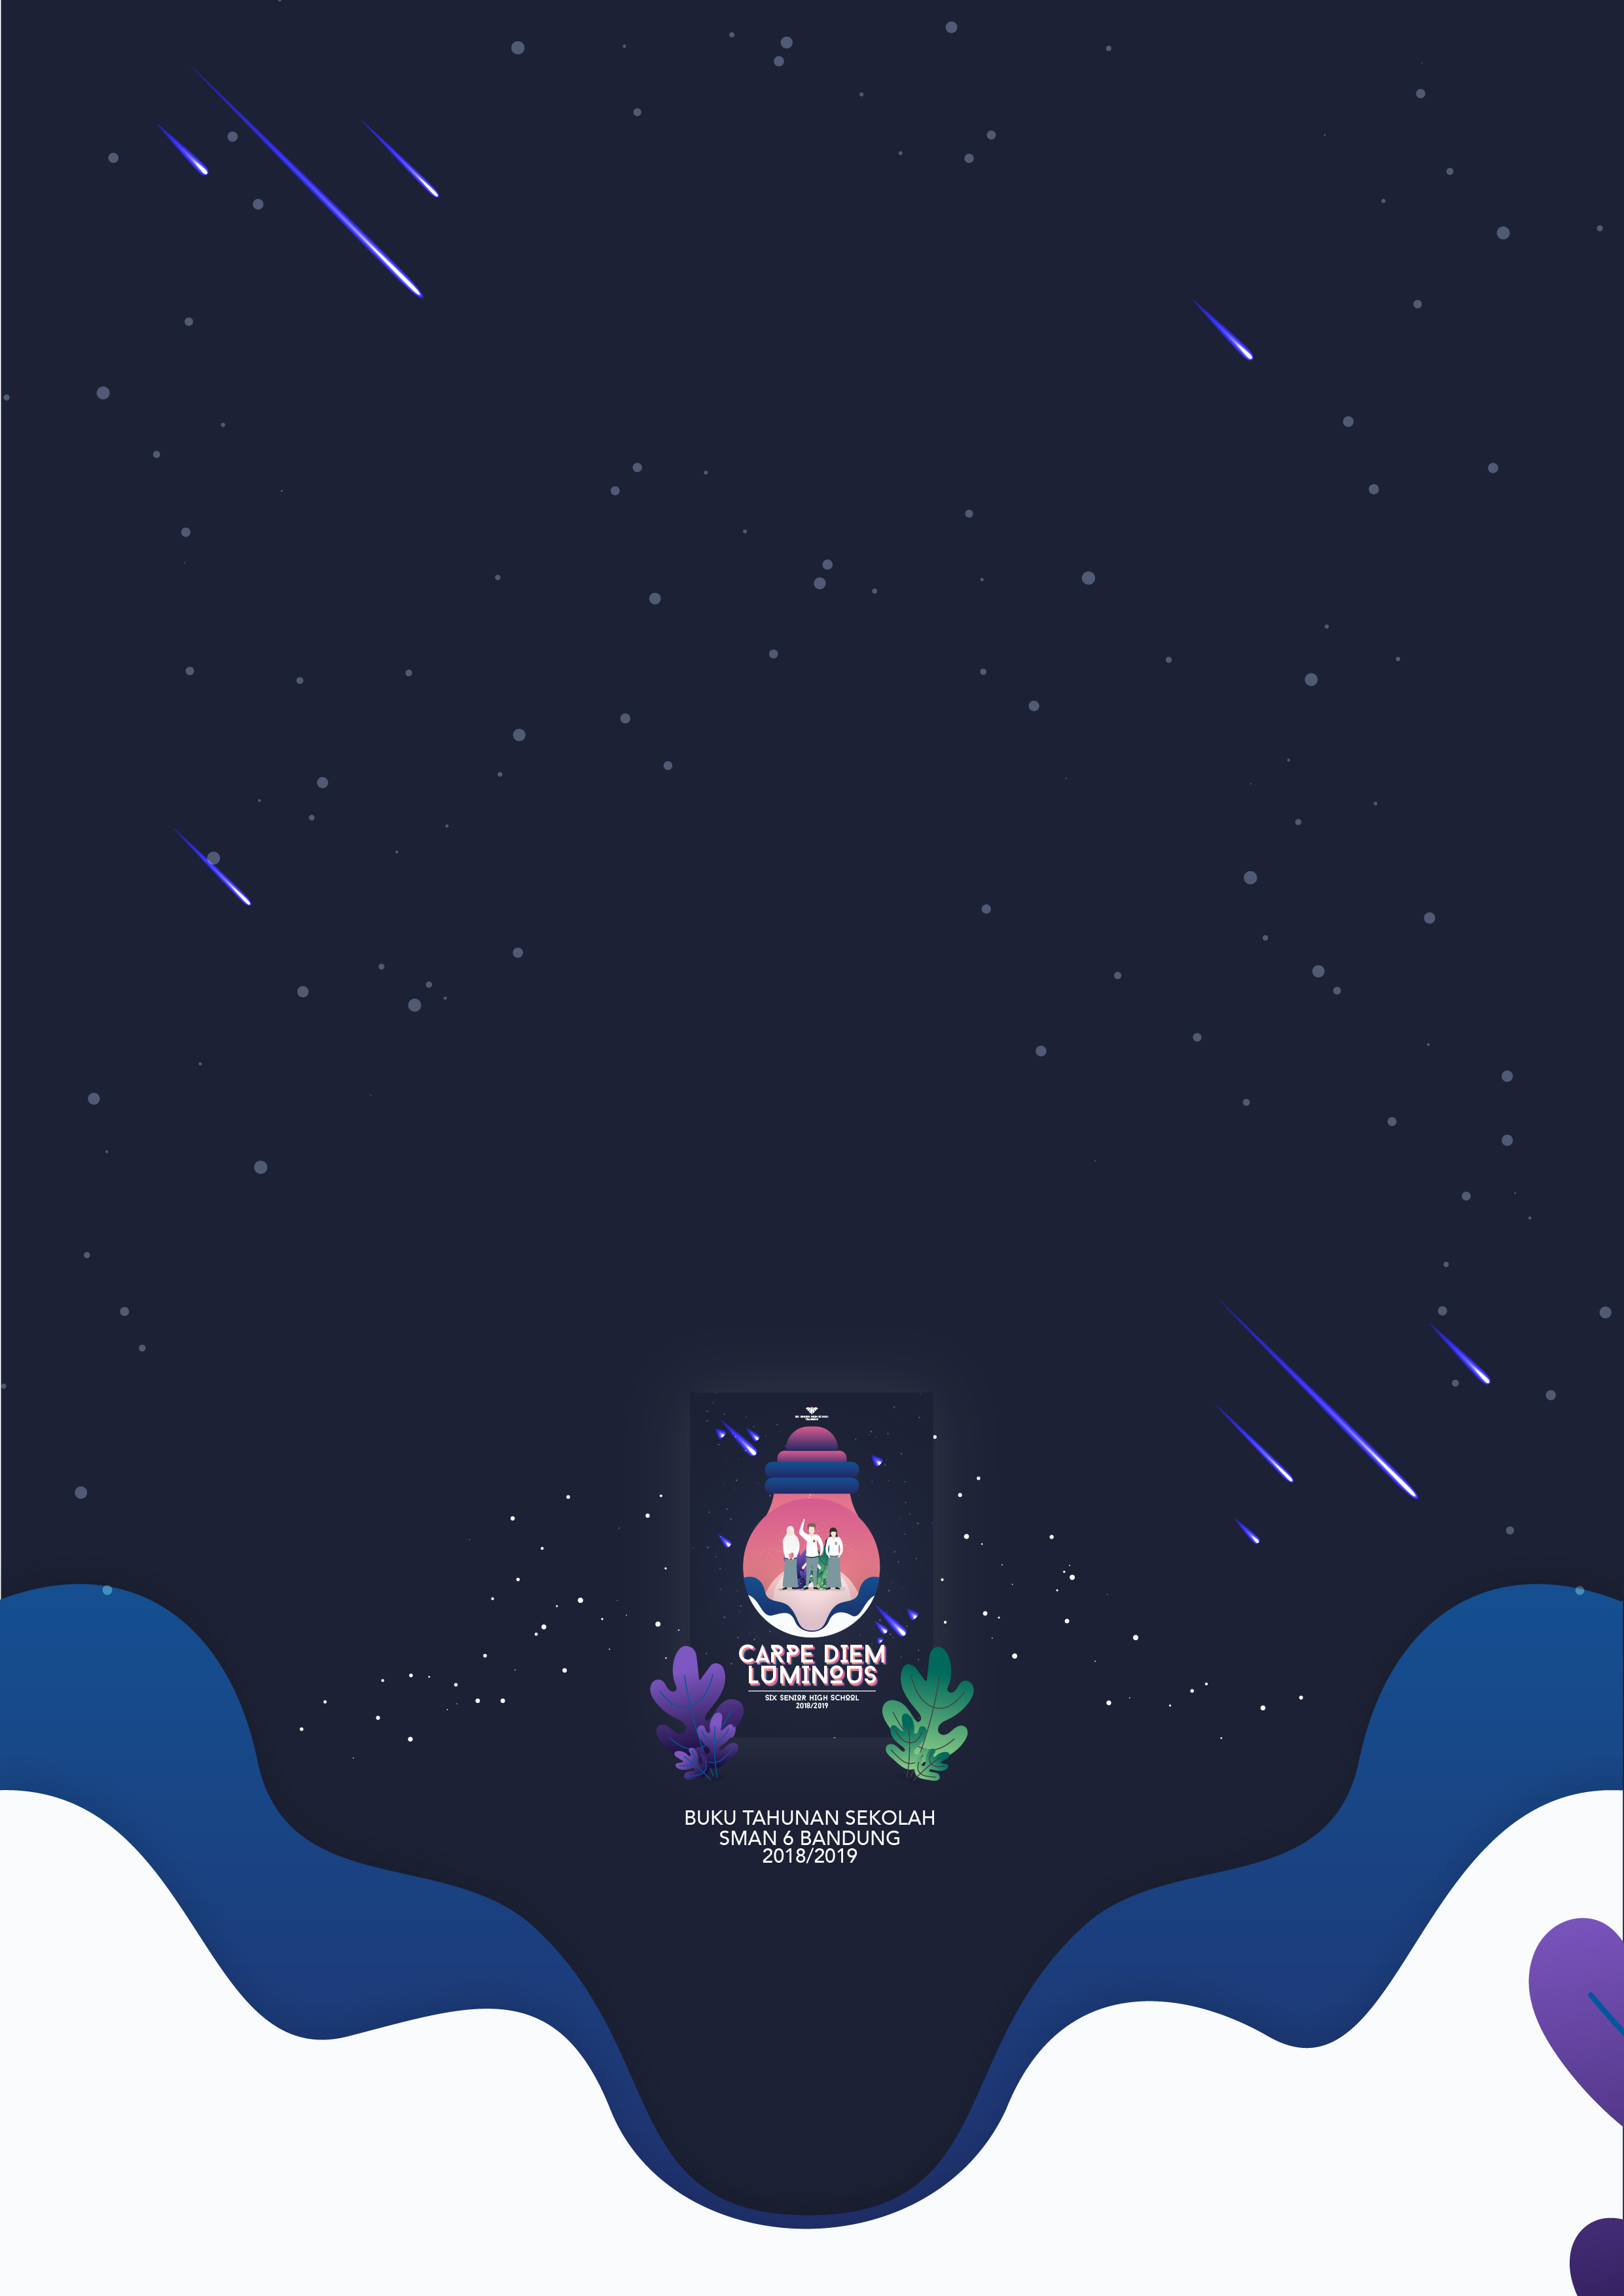 CARPE DIEM
LUMINOUS
SIX SENIOR HIGH SCHOOL
2018/2019
BUKU TAHUNAN SEKOLAH
SMAN 6 BANDUNG
2018/2019